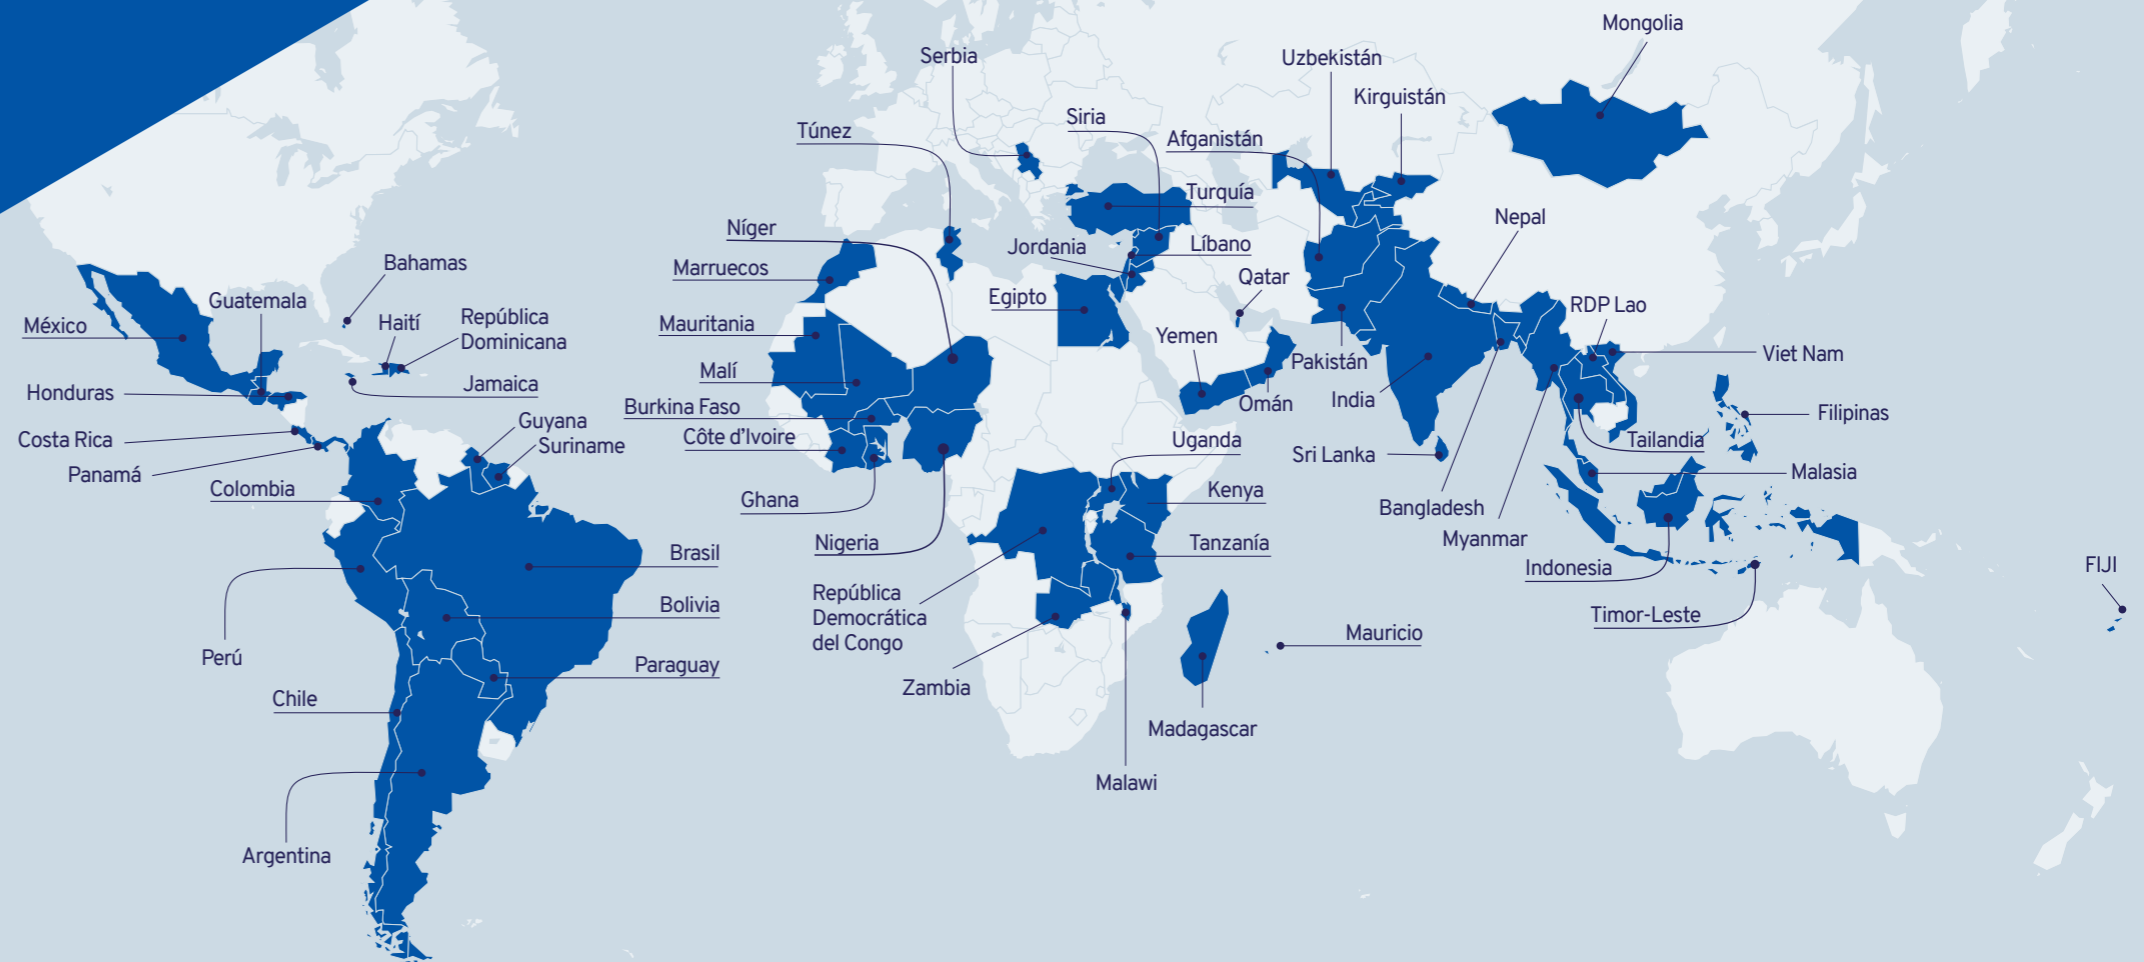 Mongolia
Serbia
Uzbekistán
Kirguistán
Siria
Túnez
Afganistán
Turquía
Nepal
Níger
Jordania
Líbano
Marruecos
Qatar
Bahamas
Egipto
Guatemala
RDP Lao
México
Haití
República
Dominicana
Mauritania
Yemen
Pakistán
Viet Nam
Malí
Jamaica
Honduras
India
Omán
Burkina Faso
Filipinas
Guyana
Côte d'Ivoire
Costa Rica
Suriname
Uganda
Tailandia
Sri Lanka
Panamá
Malasia
Colombia
Kenya
Ghana
Bangladesh
Nigeria
Tanzanía
Myanmar
Brasil
Indonesia
FIJI
República
Democrática
del Congo
Bolivia
Timor-Leste
Mauricio
Perú
Paraguay
Zambia
Chile
Madagascar
Malawi
Argentina